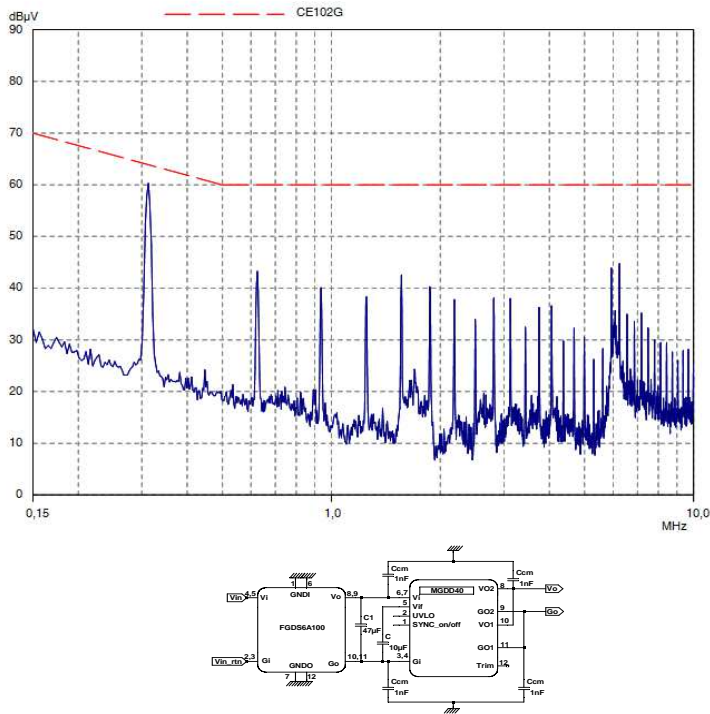 dBµV
CE102G
90
80
70
60
50
40
30
20
10
0
0,15
1,0
10,0
MHz
Ccm
1nF
Ccm
1nF
1 6
GNDI
Vin 4,5 Vi
Vo 8,9
FGDS6A100
C1
47µF
C
10µF
Vin_rtn 2,3 Gi
Go 10,11
GNDO
7 12
MGDD40
6,7 Vi
5 Vif
2 UVLO
1 SYNC_on/off
3,4 Gi
VO2 8 Vo
GO2 9 Go
VO1 10
GO1 11
Trim 12
Ccm
1nF
Ccm
1nF